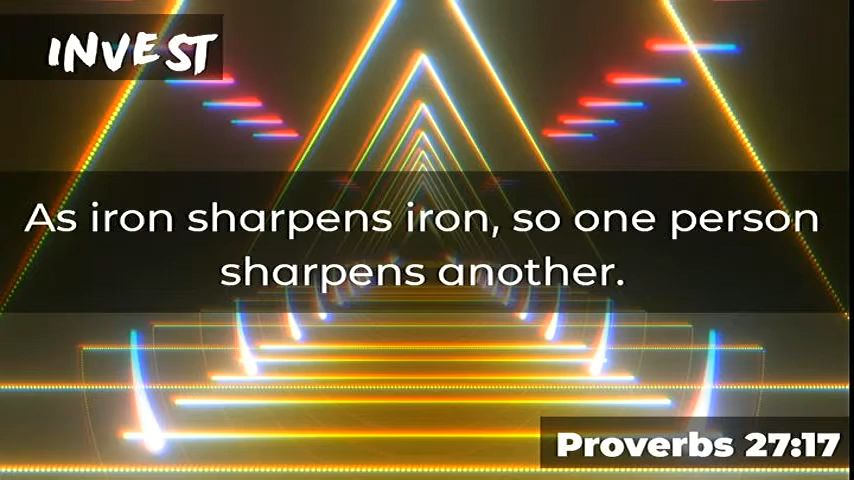 INVEST
As iron sharpens iron, so one person
sharpens another.
Proverbs 27:17